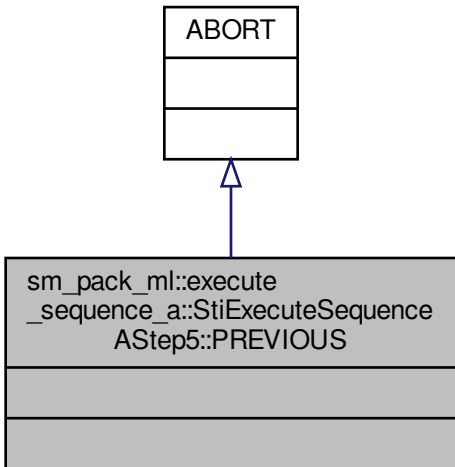 ABORT
sm_pack_ml::execute
_sequence_a::StiExecuteSequence
AStep5::PREVIOUS